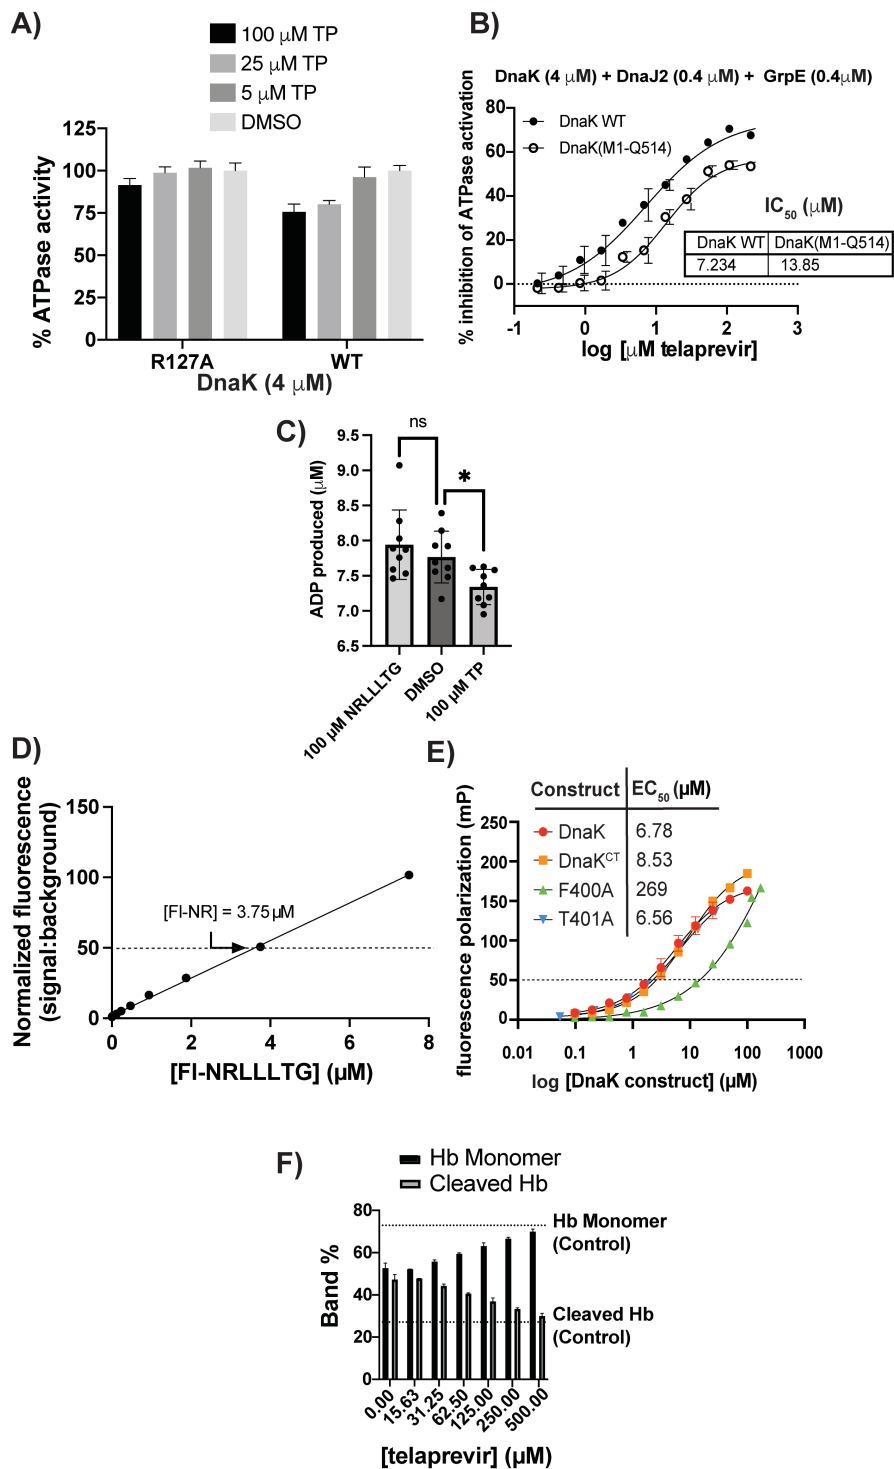 A)
100 μM TP
25 μM TP
5 μM TP
DMSO
% ATPase activity
125
100
75
50
25
0
R127A
WT
DnaK (4 μM)
B)
DnaK (4 μM) + DnaJ2 (0.4 μM) + GrpE (0.4μM)
% inhibition of ATPase activation
80
60
40
20
0
DnaK WT
DnaK(M1-Q514)
IC50 (μM)
DnaK WT DnaK(M1-Q514)
7.234 13.85
-1 0 1 2 3
log [μM telaprevir]
C)
ns
*
ADP produced (μM)
9.5
9.0
8.5
8.0
7.5
7.0
6.5
100 μM NRLLLTG
DMSO
100 μM TP
D)
Normalized fluorescence
(signal:background)
150
100
50
0
[FI-NR] = 3.75 μM
0 2 4 6 8
[FI-NRLLLTG] (μM)
E)
Construct EC50 (μM)
DnaK 6.78
DnaKCT 8.53
F400A 269
T401A 6.56
fluorescence polarization (mP)
250
200
150
100
50
0
0.01 0.1 1 10 100 1000
log [DnaK construct] (μM)
F)
Hb Monomer
Cleaved Hb
Band %
80
60
40
20
0
Hb Monomer
(Control)
Cleaved Hb
(Control)
0.00
15.63
31.25
62.50
125.00
250.00
500.00
[telaprevir] (μM)